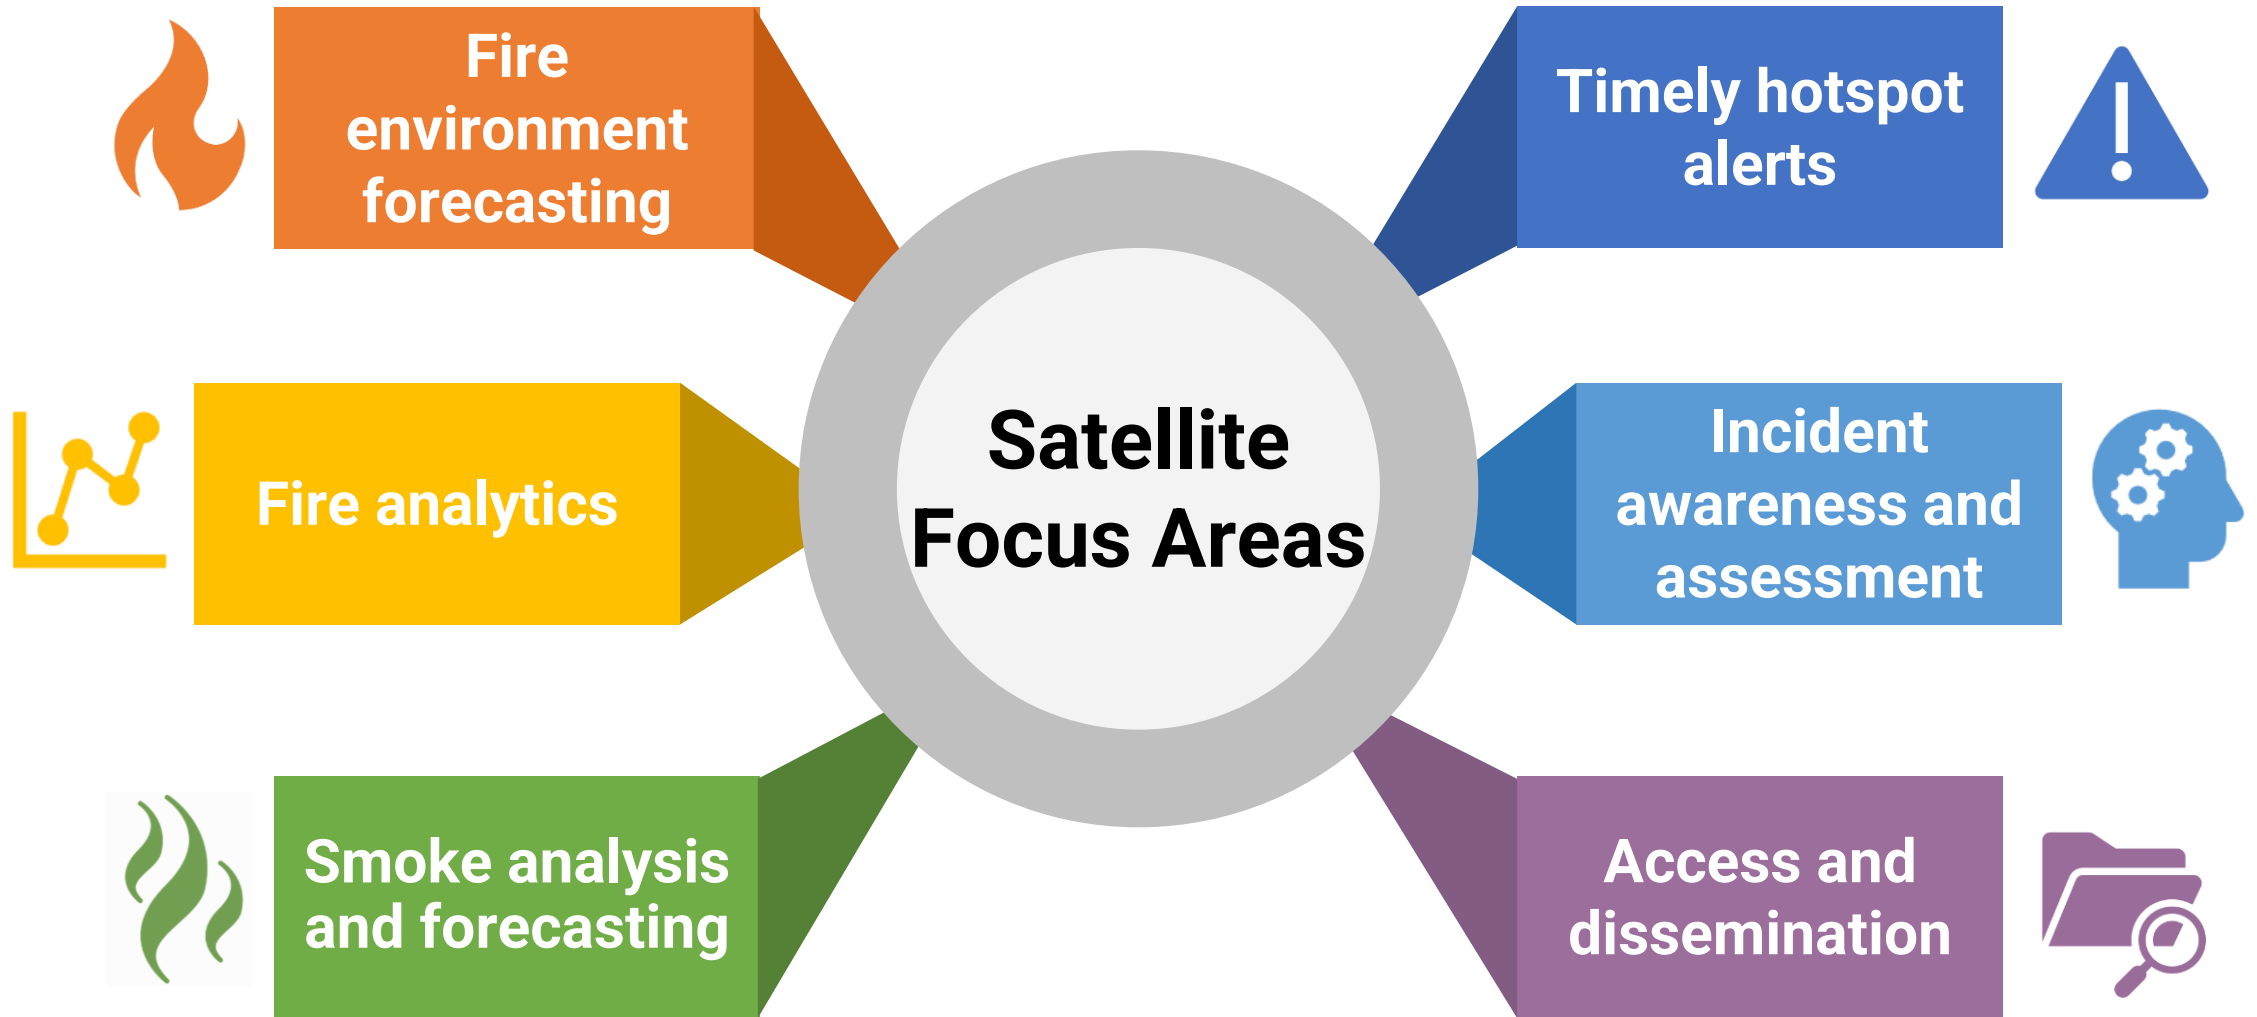 Fire
environment
forecasting
Timely hotspot
alerts
Satellite
Focus Areas
Fire analytics
Incident
awareness and
assessment
Smoke analysis
and forecasting
Access and
dissemination